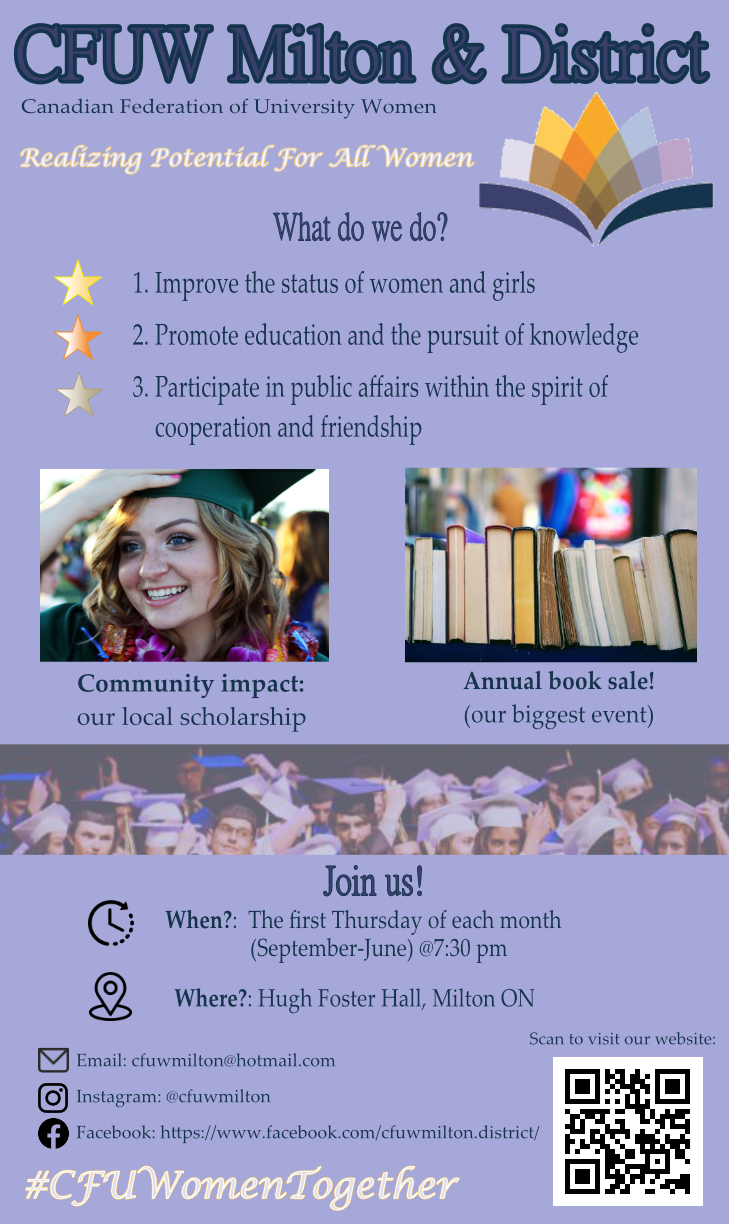 CFUW Milton & District
Canadian Federation of University Women
Realizing Potential For All Women
What do we do?
1. Improve the status of women and girls
2. Promote education and the pursuit of knowledge
3. Participate in public affairs within the spirit of
cooperation and friendship
Community impact:
our local scholarship
Annual book sale!
(our biggest event)
Join us!
When?: The first Thursday of each month
(September-June) @7:30 pm
Where?: Hugh Foster Hall, Milton ON
Scan to visit our website:
Email: cfuwmilton@hotmail.com
Instagram: @cfuwmilton
Facebook: https://www.facebook.com/cfuwmilton.district/
#CFUWomenTogether